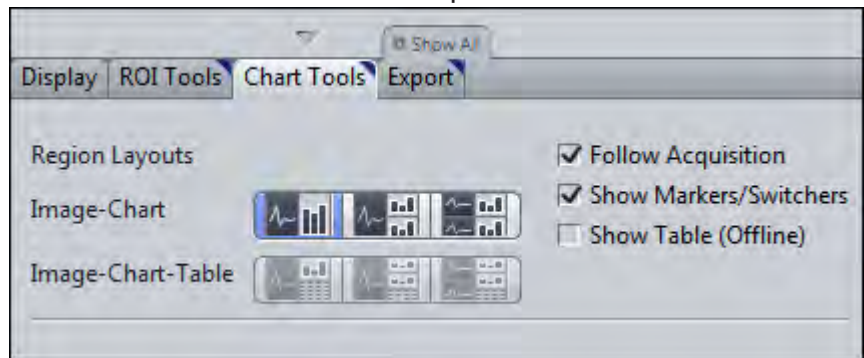 Show All
Display ROI Tools Chart Tools Export
Region Layouts
Follow Acquisition
Image-Chart
Show Markers/Switchers
Show Table (Offline)
Image-Chart-Table